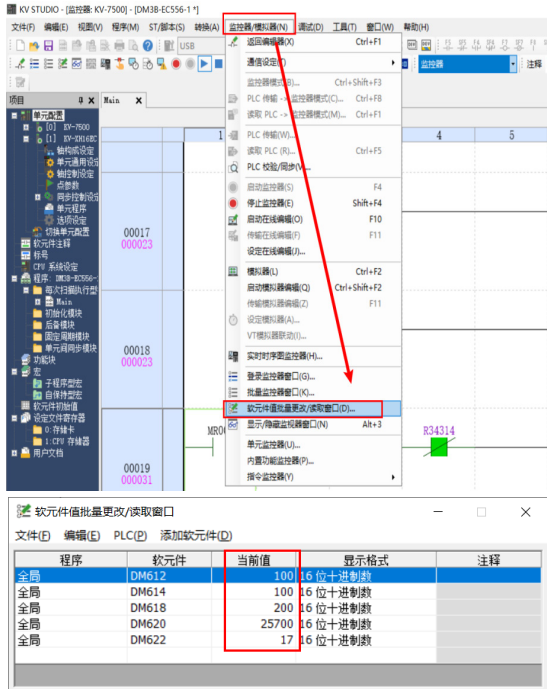 KV STUDIO - [监控器: KV-7500] - [DM3B-EC556-1 *]
文件(F) 编辑(E) 视图(V) 程序(M) ST/脚本(S) 转换(A) 监控器/模拟器(N) 调试(D) 工具(T) 窗口(W) 帮助(H)
USB
监控器
注释
项目
Main X
单元配置
[0] KV-7500
[1] KV-XH16EC
轴构成设定
单元通用设定
轴控制设定
点参数
同步控制设定
单元程序
选项设定
切换单元配置
软元件注释
标号
CPU 系统设定
程序: DM3B-EC556-
每次扫描执行型
Main
初始化模块
后备模块
固定周期模块
单元间同步模块
功能块
宏
子程序型宏
自保持型宏
软元件初始值
设定文件寄存器
0:存储卡
1:CPU 存储器
用户文档
1
4
5
00017
000023
00018
000023
00019
000031
R34314
返回编辑器(X) Ctrl+F1
通信设定(C)
监控器模式(B)... Ctrl+Shift+F3
PLC 传输 -> 监控器模式(C)... Ctrl+F8
读取 PLC -> 监控器模式(M)... Ctrl+F1
PLC 传输(W)...
读取 PLC (R)... Ctrl+F5
PLC 校验/同步(V)...
启动监控器(S) F4
停止监控器(E) Shift+F4
启动在线编辑(O) F10
传输在线编辑(F) F11
设定在线编辑(J)...
模拟器(L) Ctrl+F2
启动模拟器编辑(Q) Ctrl+Shift+F2
传输模拟器编辑(Z) F11
设定模拟器(A)...
VT模拟器联动(I)...
实时时序图监控器(H)...
登录监控器窗口(G)...
批量监控器窗口(K)...
软元件值批量更改/读取窗口(D)...
显示/隐藏监视器窗口(N) Alt+3
单元监控器(U)...
内置功能监控器(P)...
指令监控器(Y)
软元件值批量更改/读取窗口
文件(F) 编辑(E) PLC(P) 添加软元件(D)
程序 软元件 当前值 显示格式 注释
全局 DM612 100 16 位十进制数
全局 DM614 100 16 位十进制数
全局 DM618 200 16 位十进制数
全局 DM620 25700 16 位十进制数
全局 DM622 17 16 位十进制数